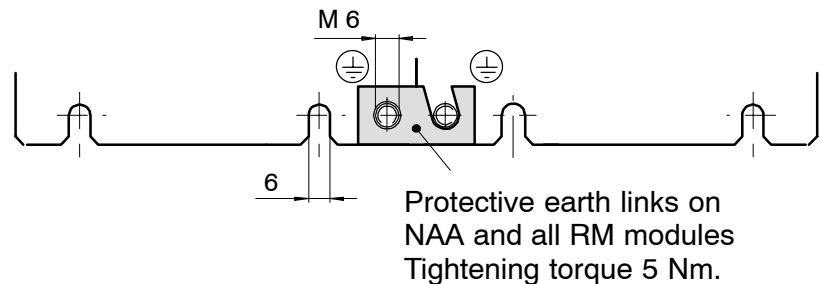 M 6
6
Protective earth links on
NAA and all RM modules
Tightening torque 5 Nm.